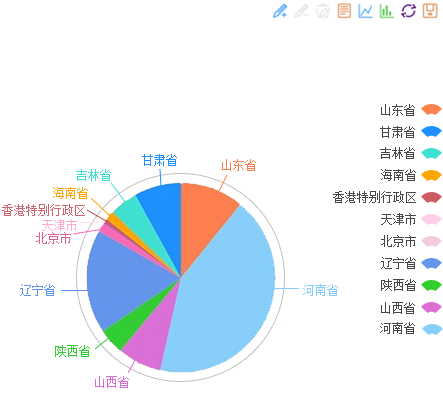 山东省
甘肃省
吉林省
海南省
香港特别行政区
天津市
北京市
辽宁省
陕西省
山西省
河南省
甘肃省
山东省
吉林省
海南省
香港特别行政区
天津市
北京市
辽宁省
河南省
陕西省
山西省